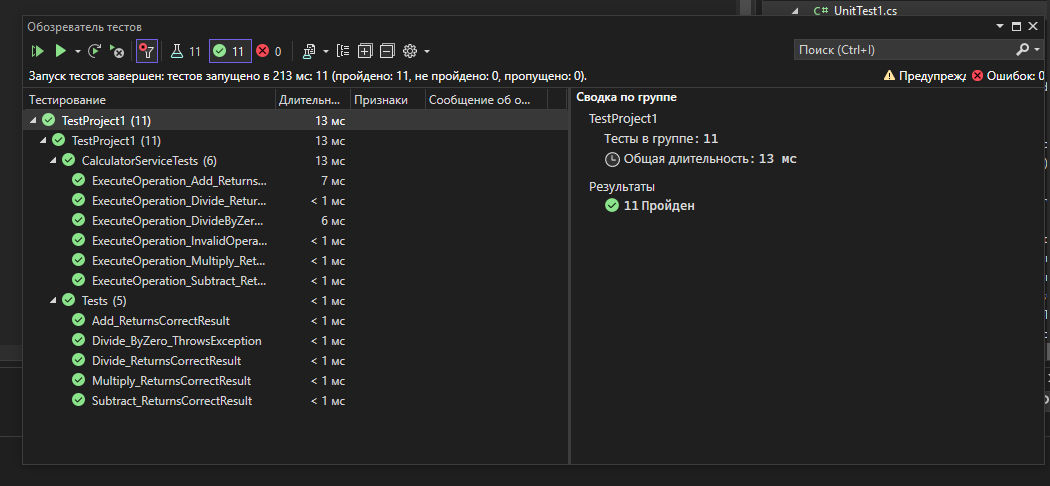 C# UnitTest1.cs
Обозреватель тестов
11 11 0
Поиск (Ctrl+I)
Запуск тестов завершен: тестов запущено в 213 мс: 11 (пройдено: 11, не пройдено: 0, пропущено: 0).
Предупрежд Ошибок: 0
Тестирование Длительн... Признаки Сообщение об о...
TestProject1 (11) 13 мс
TestProject1 (11) 13 мс
CalculatorServiceTests (6) 13 мс
ExecuteOperation_Add_Returns... 7 мс
ExecuteOperation_Divide_Retur... < 1 мс
ExecuteOperation_DivideByZer... 6 мс
ExecuteOperation_InvalidOpera... < 1 мс
ExecuteOperation_Multiply_Ret... < 1 мс
ExecuteOperation_Subtract_Ret... < 1 мс
Tests (5) < 1 мс
Add_ReturnsCorrectResult < 1 мс
Divide_ByZero_ThrowsException < 1 мс
Divide_ReturnsCorrectResult < 1 мс
Multiply_ReturnsCorrectResult < 1 мс
Subtract_ReturnsCorrectResult < 1 мс
Сводка по группе
TestProject1
Тесты в группе: 11
Общая длительность: 13 мс
Результаты
11 Пройден